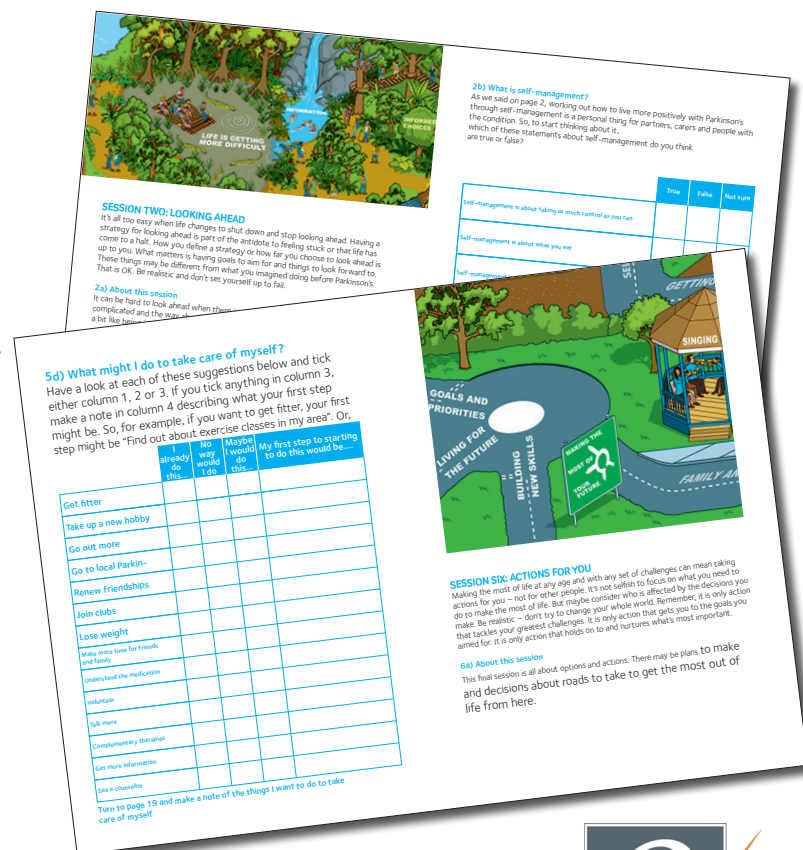 LIFE IS GETTING
MORE DIFFICULT
INFORMATION
INFORMED
CHOICES
SESSION TWO: LOOKING AHEAD
It's all too easy when life changes to shut down and stop looking ahead. Having a
strategy for looking ahead is part of the antidote to feeling stuck or that life has
come to a halt. How you define a strategy or how far you choose to look ahead is
up to you. What matters is having goals to aim for and things to look forward to.
These things may be different from what you imagined doing before Parkinson's.
That is OK. Be realistic and don't set yourself up to fail.
2a) About this session
It can be hard to look ahead when there
complicated and the way
a bit like being
2b) What is self-management?
As we said on page 2, working out how to live more positively with Parkinson's
through self-management is a personal thing for partners, carers and people with
the condition. So, to start thinking about it,
which of these statements about self-management do you think
are true or false?
True False Not sure
Self-management is about taking as much control as you can
Self-management is about what you eat
Self-management
5d) What might I do to take care of myself?
Have a look at each of these suggestions below and tick
either column 1, 2 or 3. If you tick anything in column 3,
make a note in column 4 describing what your first step
might be. So, for example, if you want to get fitter, your first
step might be "Find out about exercise classes in my area". Or,
I already do this...
No way would I do
Maybe I would do this...
My first step to starting to do this would be....
Get fitter
Take up a new hobby
Go out more
Go to local Parkin-
Renew friendships
Join clubs
Lose weight
Make more time for friends
and family
Understand the medication
Volunteer
Talk more
Complementary therapies
Get more information
See a counsellor
Turn to page 19 and make a note of the things I want to do to take
care of myself
GETTING
SINGING
GOALS AND
PRIORITIES
LIVING FOR
THE FUTURE
BUILDING
NEW SKILLS
MAKING THE
MOST OF
YOUR
FUTURE
FAMILY AN
SESSION SIX: ACTIONS FOR YOU
Making the most of life at any age and with any set of challenges can mean taking
actions for you – not for other people. It's not selfish to focus on what you need to
do to make the most of life. But maybe consider who is affected by the decisions you
make. Be realistic – don't try to change your whole world. Remember, it is only action
that tackles your greatest challenges. It is only action that gets you to the goals you
aimed for. It is only action that holds on to and nurtures what's most important.
6a) About this session
This final session is all about options and actions. There may be plans to make
and decisions about roads to take to get the most out of
life from here.